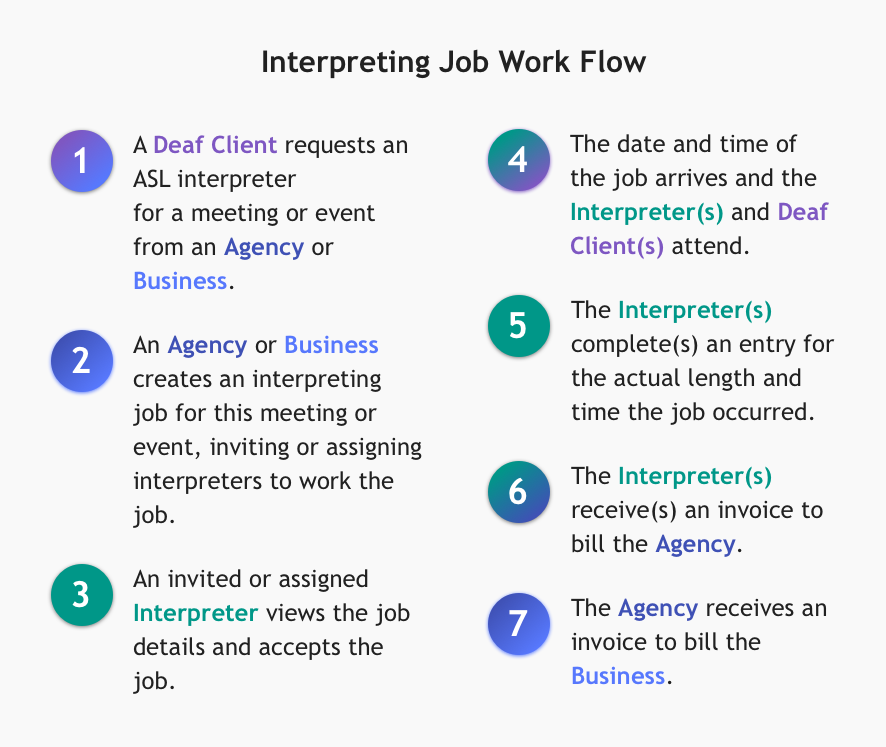 Interpreting Job Work Flow
1
A Deaf Client requests an
ASL interpreter
for a meeting or event
from an Agency or
Business.
2
An Agency or Business
creates an interpreting
job for this meeting or
event, inviting or assigning
interpreters to work the
job.
3
An invited or assigned
Interpreter views the job
details and accepts the
job.
4
The date and time of
the job arrives and the
Interpreter(s) and Deaf
Client(s) attend.
5
The Interpreter(s)
complete(s) an entry for
the actual length and
time the job occurred.
6
The Interpreter(s)
receive(s) an invoice to
bill the Agency.
7
The Agency receives an
invoice to bill the
Business.